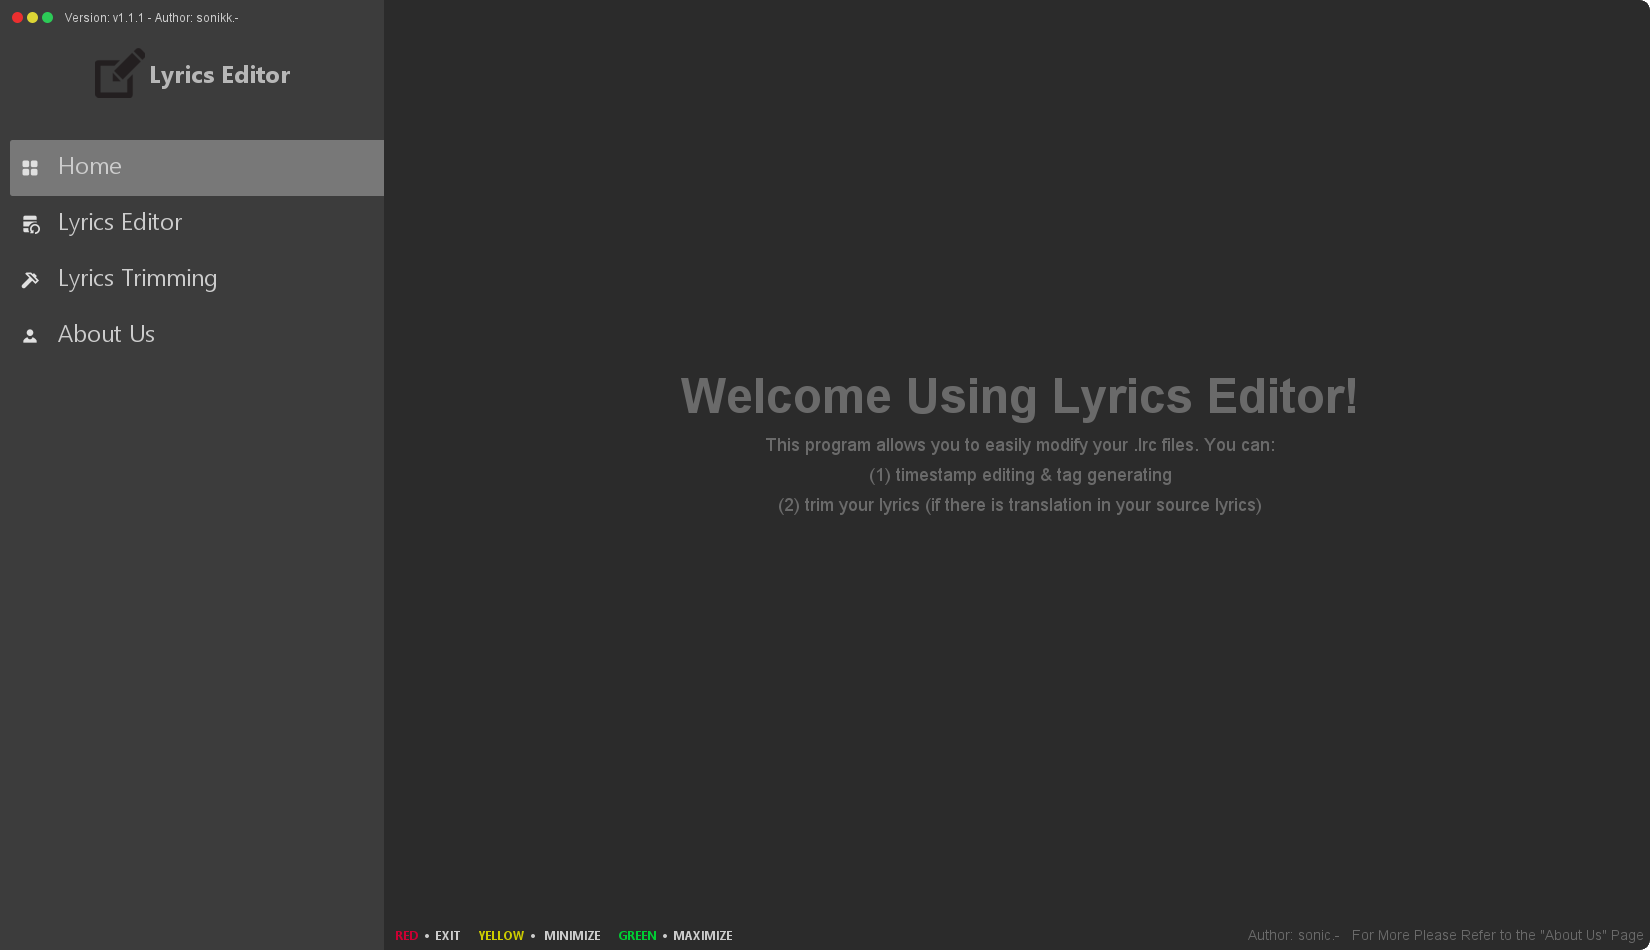 Version: v1.1.1 - Author: sonikk.-
Lyrics Editor
Home
Lyrics Editor
Lyrics Trimming
About Us
Welcome Using Lyrics Editor!
This program allows you to easily modify your .lrc files. You can:
(1) timestamp editing & tag generating
(2) trim your lyrics (if there is translation in your source lyrics)
RED • EXIT YELLOW • MINIMIZE GREEN • MAXIMIZE
Author: sonic.- For More Please Refer to the "About Us" Page